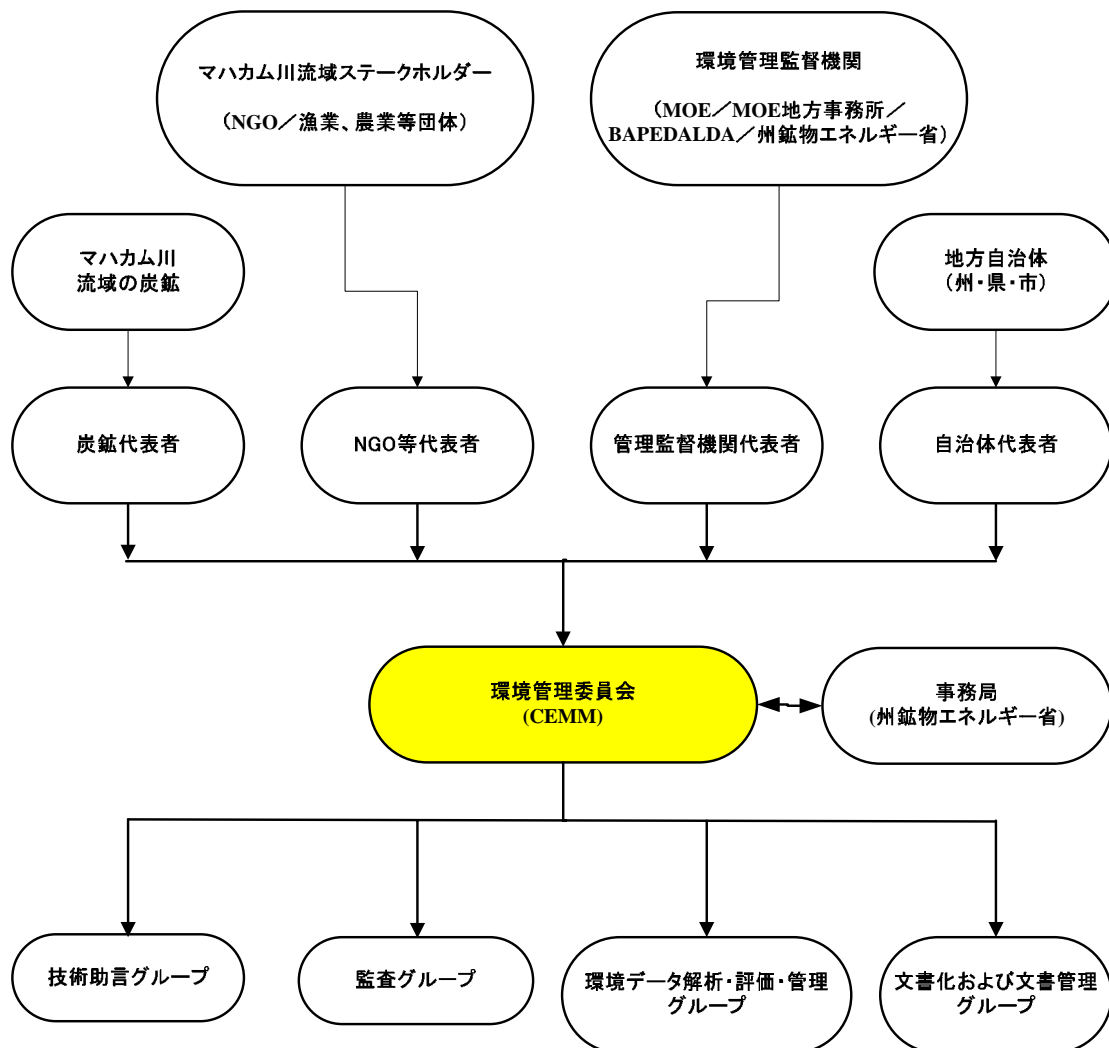 マハカム川流域ステークホルダー
（NGO／漁業、農業等団体）
環境管理監督機関
（MOE／MOE地方事務所／
BAPEDALDA／州鉱物エネルギー省）
マハカム川
流域の炭鉱
地方自治体
（州・県・市）
炭鉱代表者
NGO等代表者
管理監督機関代表者
自治体代表者
環境管理委員会
(CEMM)
事務局
(州鉱物エネルギー省)
技術助言グループ
監査グループ
環境データ解析・評価・管理
グループ
文書化および文書管理
グループ